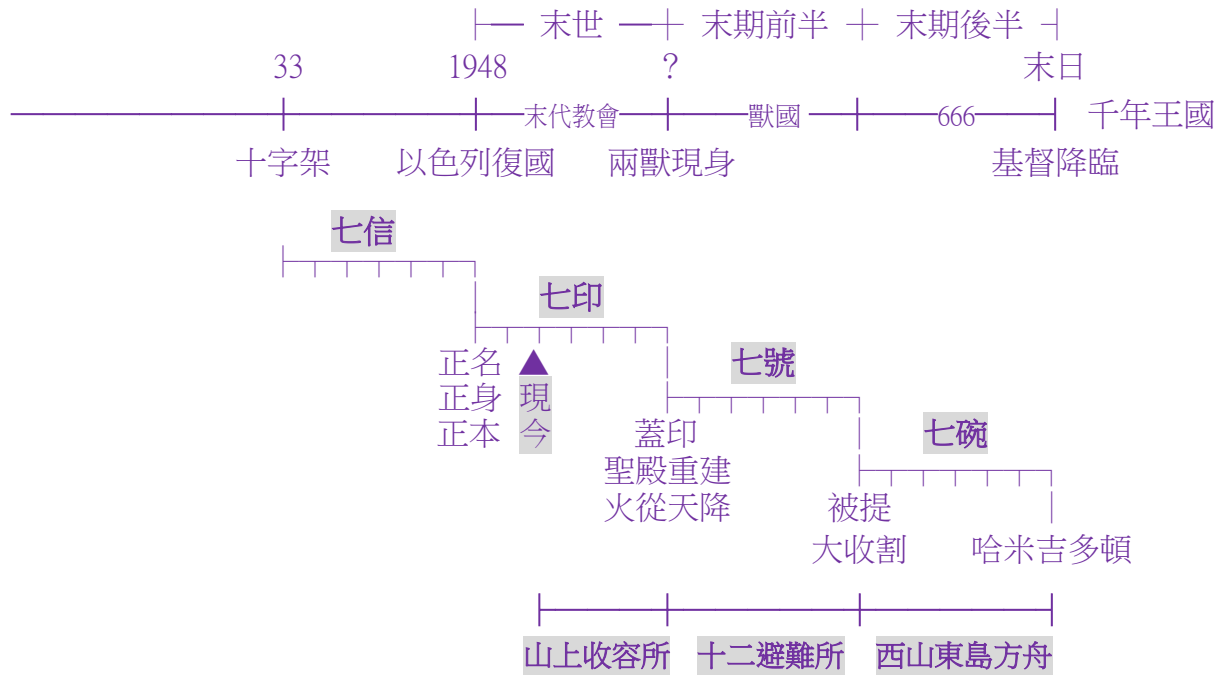 末世 末期前半 末期後半
33 1948 ? 末日
末代教會 獸國 666 千年王國
十字架 以色列復國 兩獸現身 基督降臨
七信
七印
正名 七號
正身 現
正本 今 蓋印 七碗
聖殿重建
火從天降 被提
大收割 哈米吉多頓
山上收容所 十二避難所 西山東島方舟